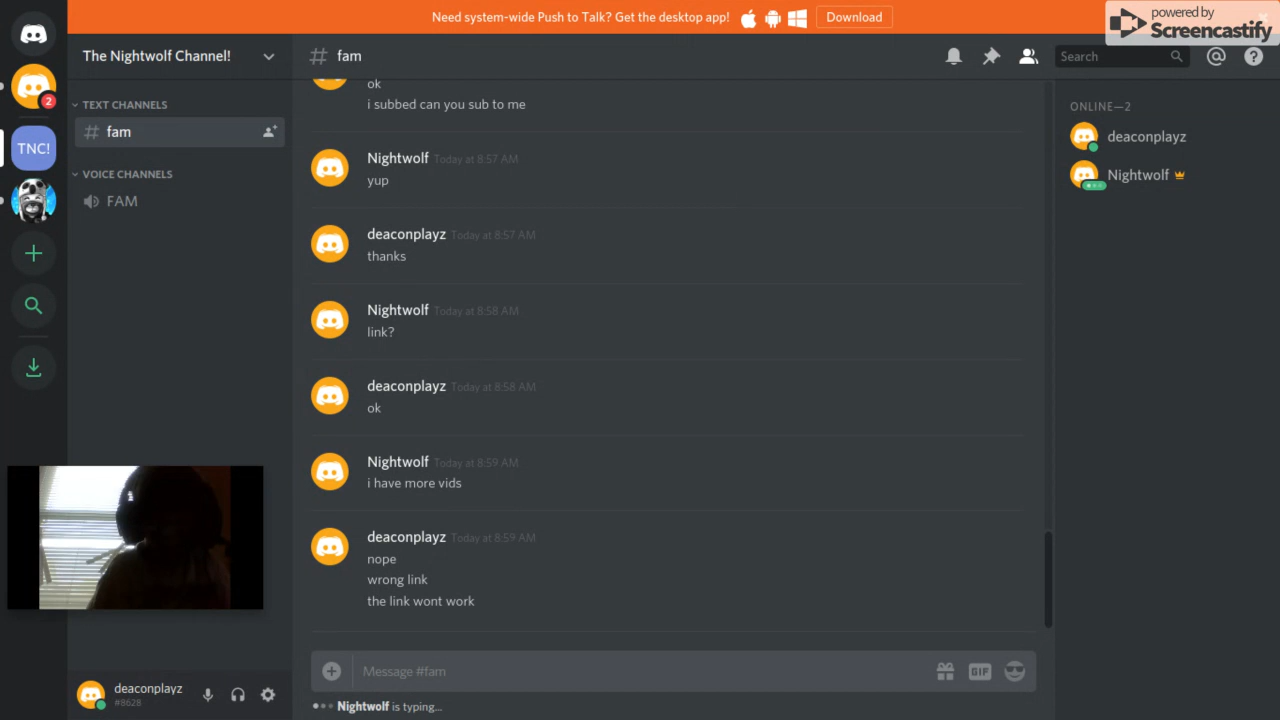 Need system-wide Push to Talk? Get the desktop app!
Download
powered by
Screencastify
2
TNC!
The Nightwolf Channel!
TEXT CHANNELS
fam
VOICE CHANNELS
FAM
deaconplayz
#8628
# fam
Search
ok
i subbed can you sub to me
Nightwolf Today at 8:57 AM
yup
deaconplayz Today at 8:57 AM
thanks
Nightwolf Today at 8:58 AM
link?
deaconplayz Today at 8:58 AM
ok
Nightwolf Today at 8:59 AM
i have more vids
deaconplayz Today at 8:59 AM
nope
wrong link
the link wont work
Message #fam
GIF
Nightwolf is typing...
ONLINE—2
deaconplayz
Nightwolf